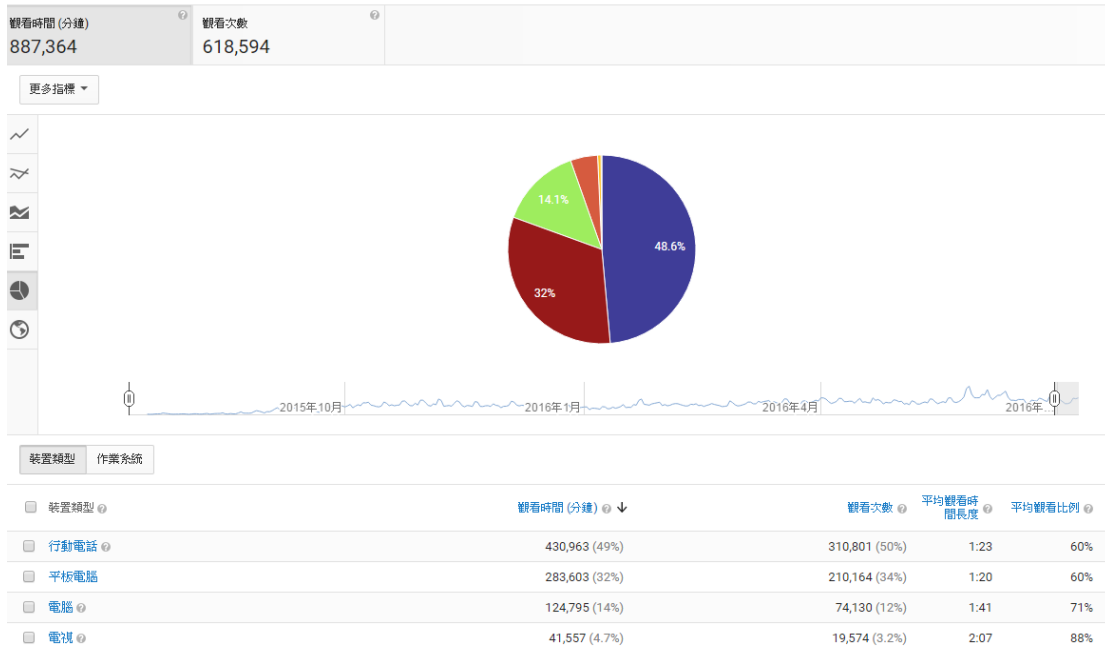 觀看時間 (分鐘)
887,364
觀看次數
618,594
更多指標
14.1%
48.6%
32%
2015年10月
2016年1月
2016年4月
2016年...
裝置類型 作業系統
裝置類型 觀看時間 (分鐘) 觀看次數 平均觀看時間長度 平均觀看比例
行動電話 430,963 (49%) 310,801 (50%) 1:23 60%
平板電腦 283,603 (32%) 210,164 (34%) 1:20 60%
電腦 124,795 (14%) 74,130 (12%) 1:41 71%
電視 41,557 (4.7%) 19,574 (3.2%) 2:07 88%